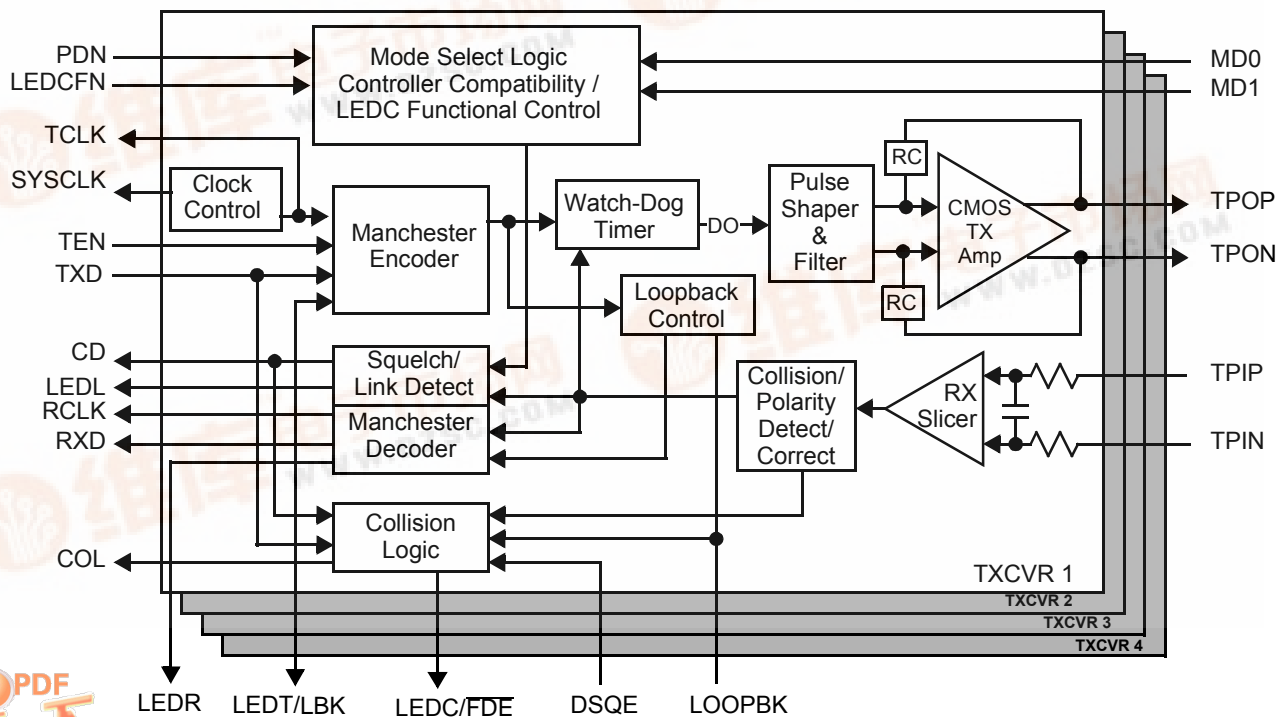 PDN
LEDCFN
TCLK
SYSCLK
TEN
TXD
CD
LEDL
RCLK
RXD
COL
Mode Select Logic
Controller Compatibility /
LEDC Functional Control
MD0
MD1
Clock
Control
Manchester
Encoder
Watch-Dog
Timer
DO
Pulse
Shaper
&
Filter
RC
CMOS
TX
Amp
RC
TPOP
TPON
Loopback
Control
Squelch/
Link Detect
Manchester
Decoder
Collision/
Polarity
Detect/
Correct
RX
Slicer
TPIP
TPIN
Collision
Logic
TXCVR 1
TXCVR 2
TXCVR 3
TXCVR 4
LEDR
LEDT/LBK
LEDC/FDE
DSQE
LOOPBK
PDF